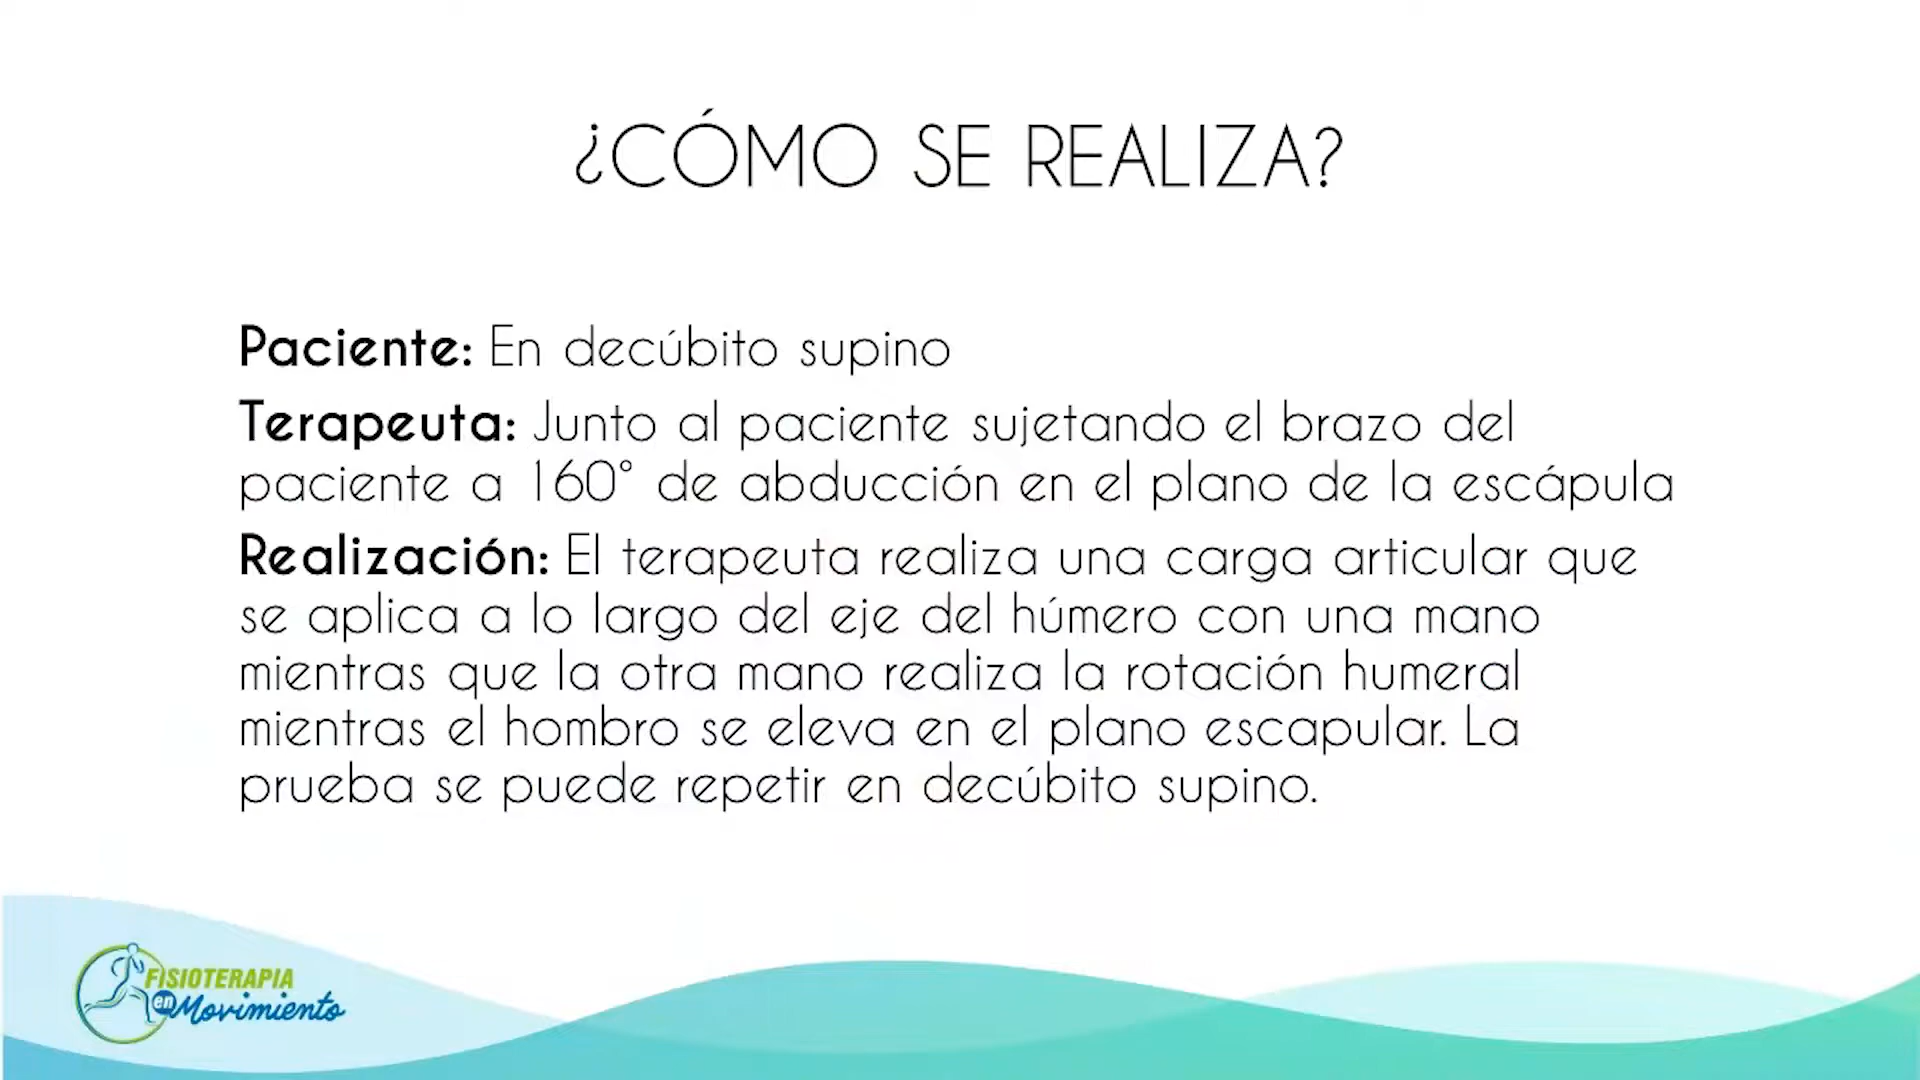 ¿CÓMO SE REALIZA?
Paciente: En decúbito supino
Terapeuta: Junto al paciente sujetando el brazo del
paciente a 160° de abducción en el plano de la escápula
Realización: El terapeuta realiza una carga articular que
se aplica a lo largo del eje del húmero con una mano
mientras que la otra mano realiza la rotación humeral
mientras el hombro se eleva en el plano escapular. La
prueba se puede repetir en decúbito supino.
FISIOTERAPIA
en Movimiento